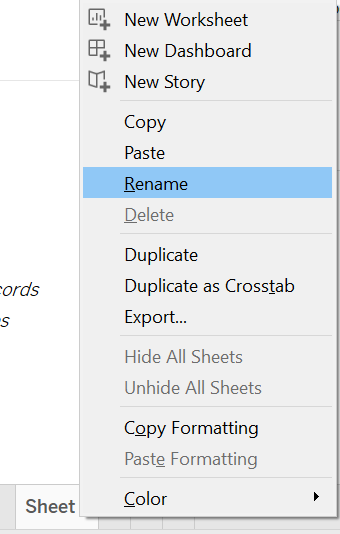 New Worksheet
New Dashboard
New Story
Copy
Paste
Rename
Delete
Duplicate
Duplicate as Crosstab
cords
Export...
s
Hide All Sheets
Unhide All Sheets
Copy Formatting
Paste Formatting
Sheet
Color